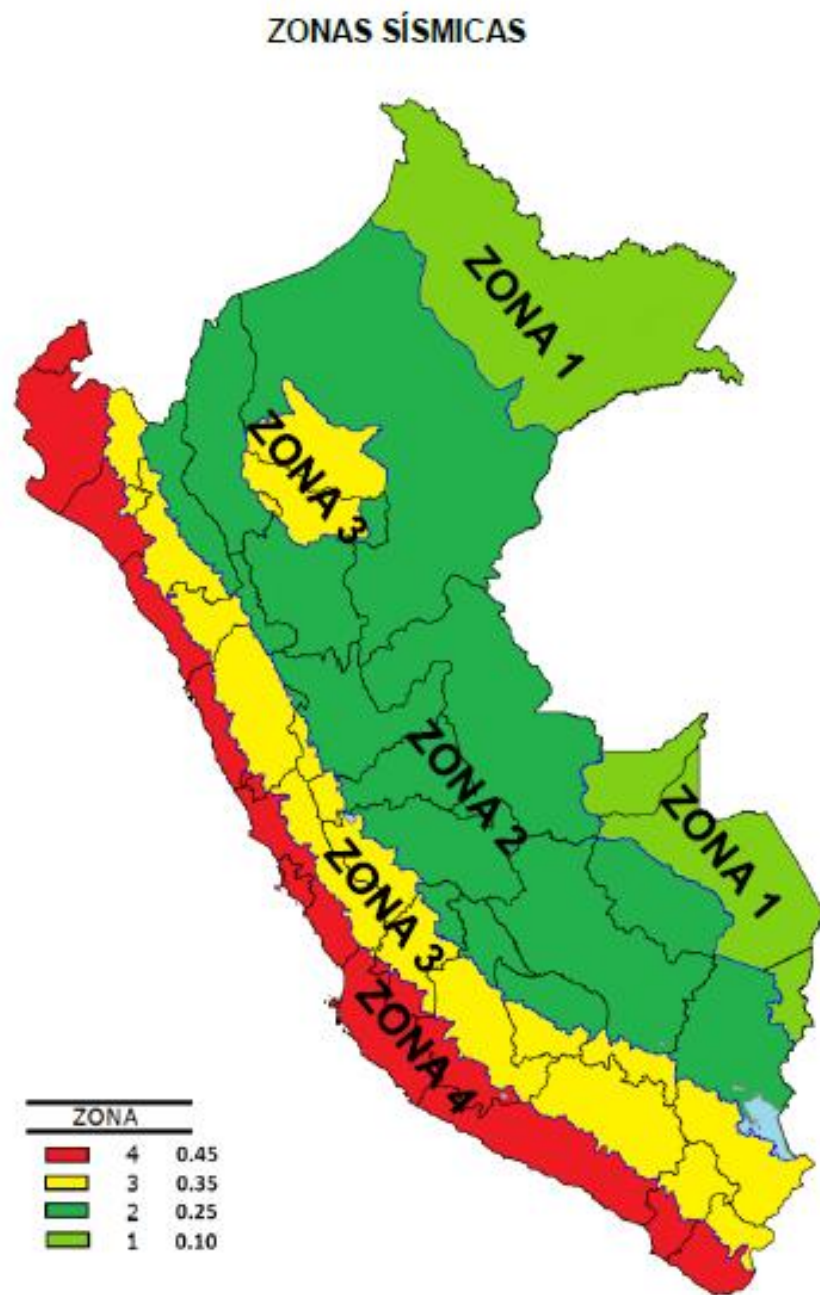 ZONAS SÍSMICAS
ZONA 1
ZONA 3
ZONA 2
ZONA 1
ZONA 3
ZONA 4
ZONA
4 0.45
3 0.35
2 0.25
1 0.10